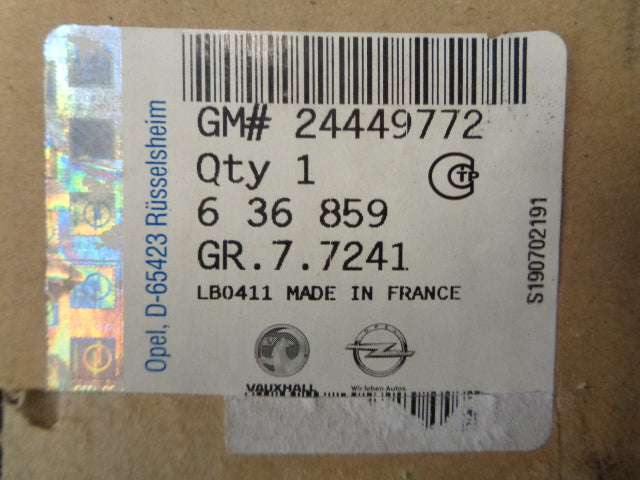 GM# 24449772
Qty 1
6 36 859
GR.7.7241
LB0411 MADE IN FRANCE
Opel, D-65423 Rüsselsheim
S190702191
VAUXHALL
OPEL
Wir leben Autos.